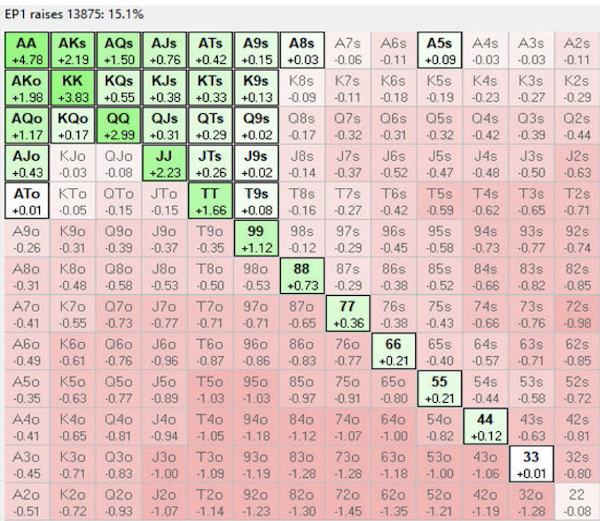 EP1 raises 13875: 15.1%
AA AKs AQs AJs ATs A9s A8s A7s A6s A5s A4s A3s A2s
+4.78 +2.19 +1.50 +0.76 +0.42 +0.15 +0.03 -0.06 -0.11 +0.09 -0.03 -0.03 -0.11
AKo KK KQs KJs KTs K9s K8s K7s K6s K5s K4s K3s K2s
+1.98 +3.83 +0.55 +0.38 +0.33 +0.13 -0.09 -0.11 -0.18 -0.19 -0.23 -0.27 -0.29
AQo KQo QQ QJs QTs Q9s Q8s Q7s Q6s Q5s Q4s Q3s Q2s
+1.17 +0.17 +2.99 +0.31 +0.29 +0.02 -0.17 -0.32 -0.31 -0.32 -0.42 -0.39 -0.44
AJo KJo QJo JJ JTs J9s J8s J7s J6s J5s J4s J3s J2s
+0.43 -0.03 -0.08 +2.23 +0.26 +0.02 -0.14 -0.37 -0.52 -0.47 -0.48 -0.50 -0.63
ATo KTo QTo JTo TT T9s T8s T7s T6s T5s T4s T3s T2s
+0.01 -0.05 -0.15 -0.15 +1.66 +0.08 -0.16 -0.27 -0.42 -0.59 -0.62 -0.65 -0.71
A9o K9o Q9o J9o T9o 99 98s 97s 96s 95s 94s 93s 92s
-0.26 -0.31 -0.39 -0.37 -0.35 +1.12 -0.12 -0.29 -0.45 -0.58 -0.73 -0.77 -0.74
A8o K8o Q8o J8o T8o 98o 88 87s 86s 85s 84s 83s 82s
-0.31 -0.48 -0.58 -0.53 -0.50 -0.53 +0.73 -0.29 -0.38 -0.52 -0.66 -0.82 -0.85
A7o K7o Q7o J7o T7o 97o 87o 77 76s 75s 74s 73s 72s
-0.41 -0.55 -0.73 -0.77 -0.71 -0.71 -0.65 +0.36 -0.38 -0.43 -0.66 -0.76 -0.98
A6o K6o Q6o J6o T6o 96o 86o 76o 66 65s 64s 63s 62s
-0.49 -0.61 -0.76 -0.96 -0.87 -0.86 -0.83 -0.77 +0.21 -0.40 -0.57 -0.71 -0.85
A5o K5o Q5o J5o T5o 95o 85o 75o 65o 55 54s 53s 52s
-0.35 -0.63 -0.77 -0.89 -1.03 -1.03 -0.97 -0.91 -0.80 +0.21 -0.44 -0.58 -0.72
A4o K4o Q4o J4o T4o 94o 84o 74o 64o 54o 44 43s 42s
-0.41 -0.65 -0.81 -0.94 -1.05 -1.18 -1.12 -1.07 -1.00 -0.82 +0.12 -0.63 -0.81
A3o K3o Q3o J3o T3o 93o 83o 73o 63o 53o 43o 33 32s
-0.45 -0.71 -0.83 -1.00 -1.09 -1.19 -1.28 -1.28 -1.18 -1.00 -1.06 +0.01 -0.80
A2o K2o Q2o J2o T2o 92o 82o 72o 62o 52o 42o 32o 22
-0.51 -0.72 -0.93 -1.07 -1.14 -1.23 -1.30 -1.45 -1.35 -1.21 -1.19 -1.28 -0.08